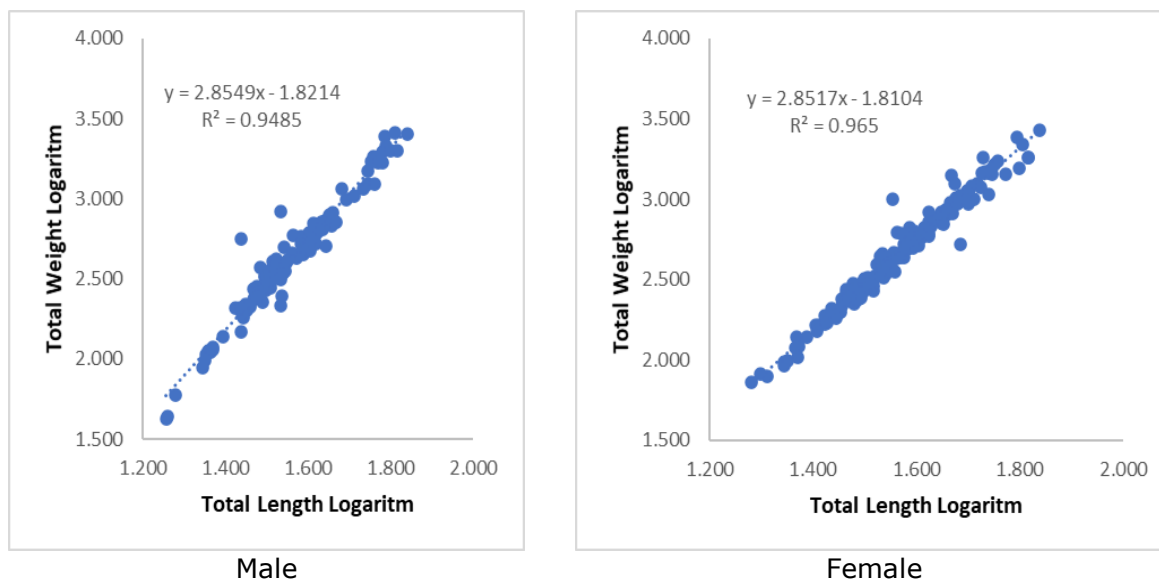 4.000
3.500
3.000
2.500
2.000
1.500
Total Weight Logaritm
y = 2.8549x - 1.8214
R² = 0.9485
1.200 1.400 1.600 1.800 2.000
Total Length Logaritm
Male
4.000
3.500
3.000
2.500
2.000
1.500
Total Weight Logaritm
y = 2.8517x - 1.8104
R² = 0.965
1.200 1.400 1.600 1.800 2.000
Total Length Logaritm
Female